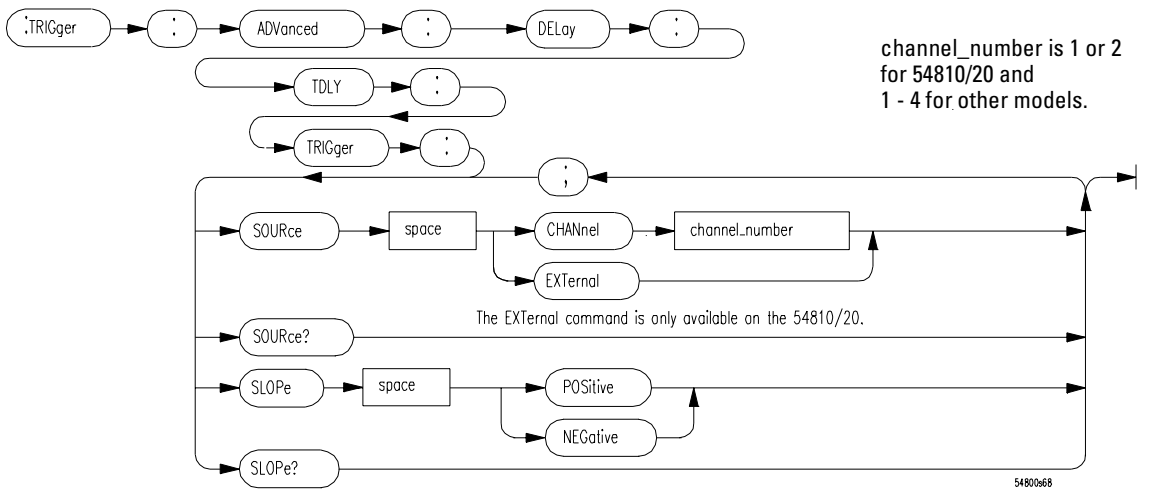 :TRIGger : ADVanced : DELay :
channel_number is 1 or 2
for 54810/20 and
1 - 4 for other models.
TDLY :
TRIGger :
;
SOURce space CHANnel channel_number
EXTernal
The EXTernal command is only available on the 54810/20.
SOURce?
SLOPe space POSitive
NEGative
SLOPe?
54800s68